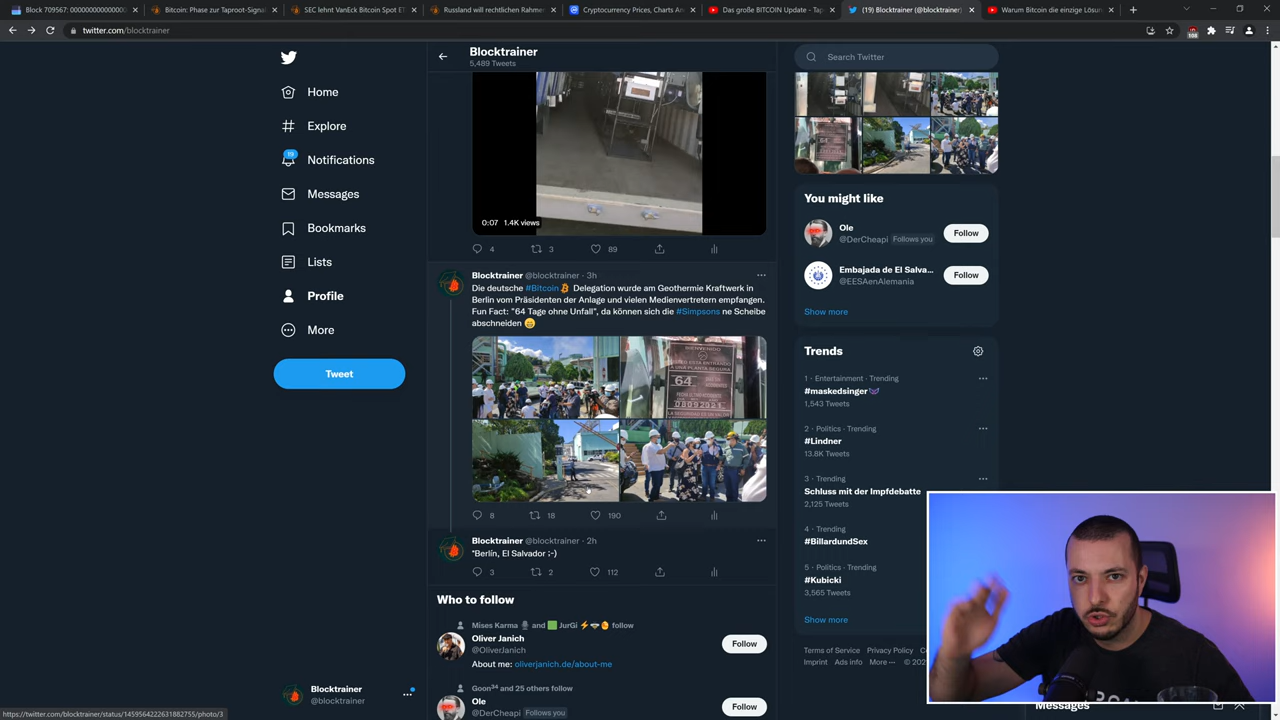 Block 709567: 000000000000
Bitcoin: Phase zur Taproot-Signal
SEC lehnt VanEck Bitcoin Spot ET
Russland will rechtlichen Rahmen
Cryptocurrency Prices, Charts An
Das große BITCOIN Update - Tap
(19) Blocktrainer (@blocktrainer)
Warum Bitcoin die einzige Lösun
twitter.com/blocktrainer
108
Blocktrainer
5,489 Tweets
Search Twitter
Home
Explore
19
Notifications
Messages
Bookmarks
Lists
Profile
More
Tweet
0:07 1.4K views
4 3 89
Blocktrainer @blocktrainer · 3h
Die deutsche #Bitcoin Delegation wurde am Geothermie Kraftwerk in
Berlin vom Präsidenten der Anlage und vielen Medienvertretern empfangen.
Fun Fact: "64 Tage ohne Unfall", da können sich die #Simpsons ne Scheibe
abschneiden
BIENVENIDO
A UNA PLANTA SEGURA
64
8 18 190
Blocktrainer @blocktrainer · 2h
*Berlín, El Salvador ;-)
3 2 112
Who to follow
Mises Karma and JurGi follow
Oliver Janich
@OliverJanich
Follow
About me: oliverjanich.de/about-me
Goon³⁴ and 25 others follow
Ole
@DerCheapi Follows you
Follow
You might like
Ole
@DerCheapi Follows you
Follow
Embajada de El Salva...
@EESAenAlemania
Follow
Show more
Trends
1 · Entertainment · Trending
#maskedsinger
1,543 Tweets
2 · Politics · Trending
#Lindner
13.8K Tweets
3 · Trending
Schluss mit der Impfdebatte
2,125 Tweets
4 · Trending
#BillardundSex
5 · Politics · Trending
#Kubicki
3,565 Tweets
Show more
Terms of Service Privacy Policy
Imprint Ads info More ··· © 20
Messages
Blocktrainer
@blocktrainer
https://twitter.com/blocktrainer/status/1459564222631882755/photo/3